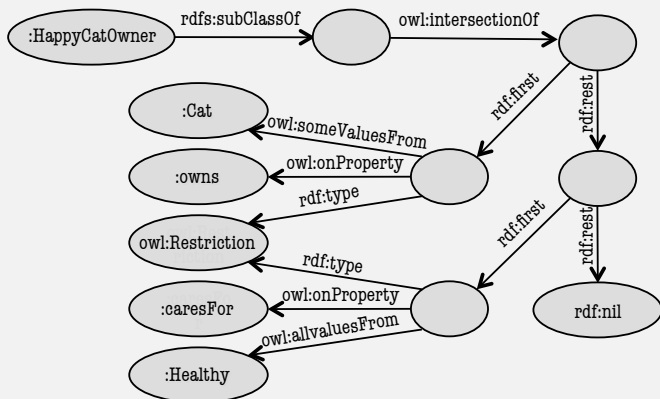 :HappyCatOwner
rdfs:subClassOf
owl:intersectionOf
rdf:first
rdf:rest
:Cat
owl:someValuesFrom
:owns
owl:onProperty
rdf:type
owl:Restriction
rdf:first
rdf:rest
rdf:type
:caresFor
owl:onProperty
rdf:nil
owl:allvaluesFrom
:Healthy